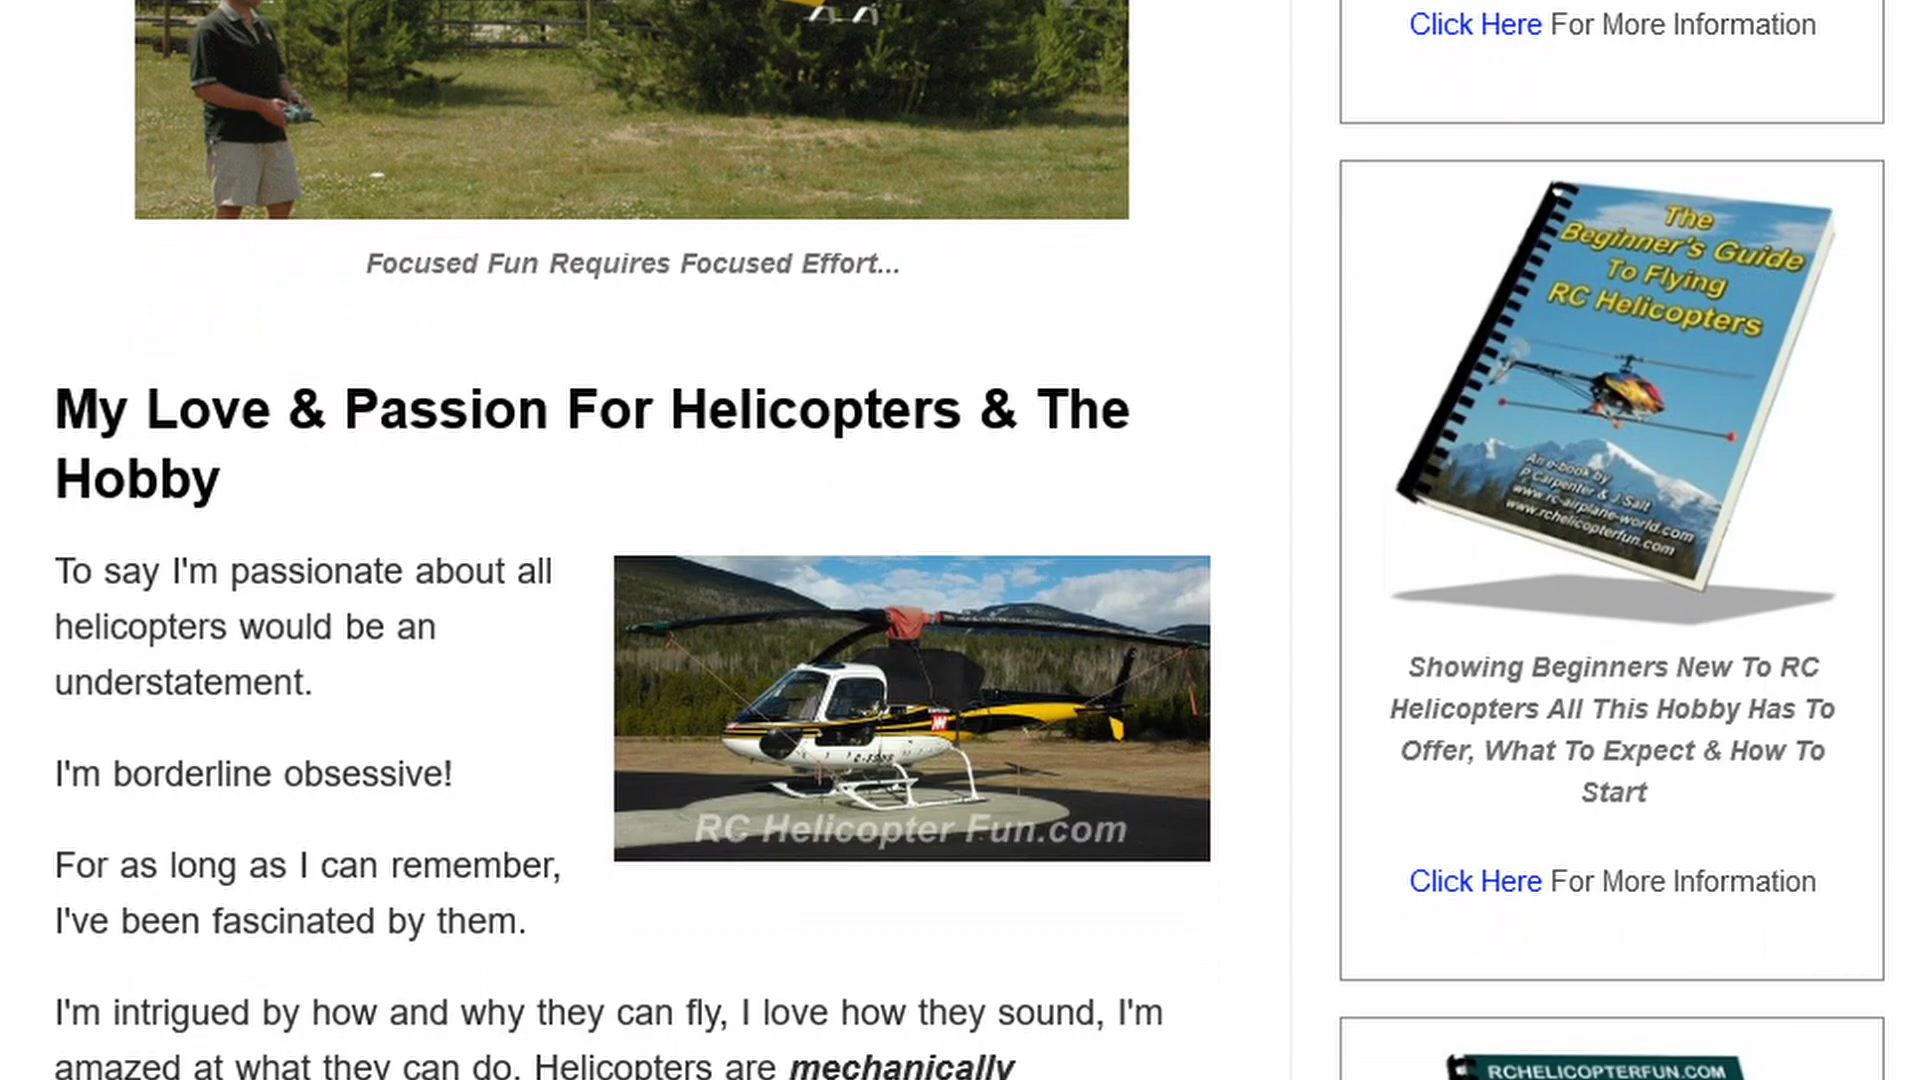 Click Here For More Information
Focused Fun Requires Focused Effort...
My Love & Passion For Helicopters & The
Hobby
To say I'm passionate about all
helicopters would be an
understatement.
I'm borderline obsessive!
For as long as I can remember,
I've been fascinated by them.
RC Helicopter Fun.com
I'm intrigued by how and why they can fly, I love how they sound, I'm
amazed at what they can do. Helicopters are mechanically
The
Beginner's Guide
To Flying
RC Helicopters
An e-book by
P Carpenter & J Salt
www.rc-airplane-world.com
www.rchelicopterfun.com
Showing Beginners New To RC
Helicopters All This Hobby Has To
Offer, What To Expect & How To
Start
Click Here For More Information
RCHELICOPTERFUN.COM